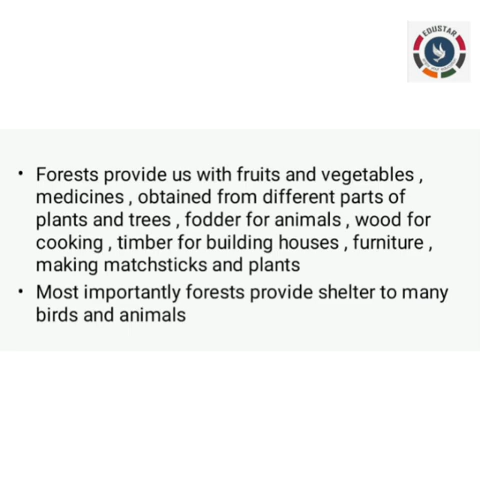 EDUSTAR
• Forests provide us with fruits and vegetables ,
medicines , obtained from different parts of
plants and trees , fodder for animals , wood for
cooking , timber for building houses , furniture ,
making matchsticks and plants
• Most importantly forests provide shelter to many
birds and animals